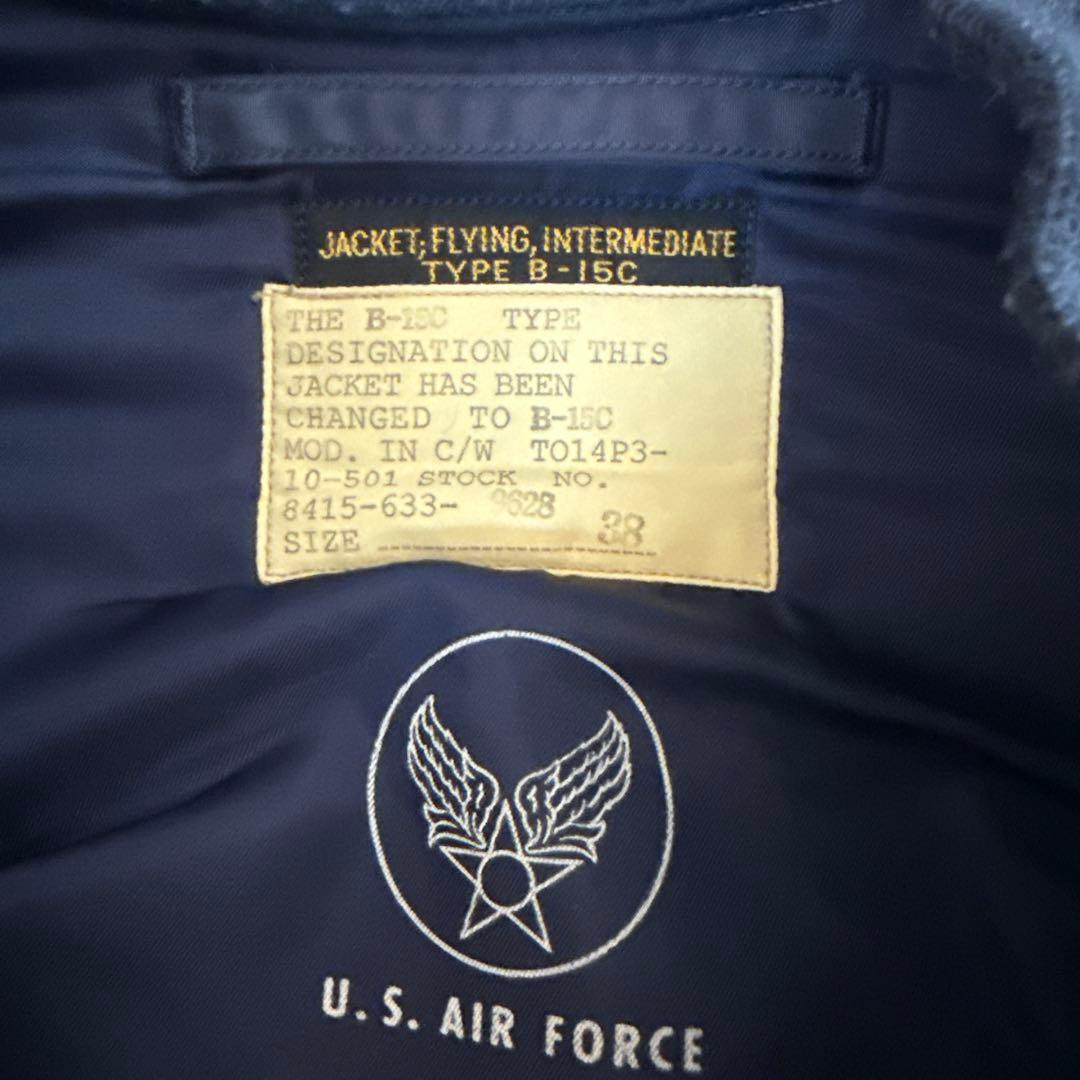 JACKET; FLYING, INTERMEDIATE
TYPE B-15C
THE B-15C TYPE
DESIGNATION ON THIS
JACKET HAS BEEN
CHANGED TO B-15C
MOD. IN C/W TO14P3-
10-501 STOCK NO.
8415-633- 9628
SIZE 38
U.S. AIR FORCE